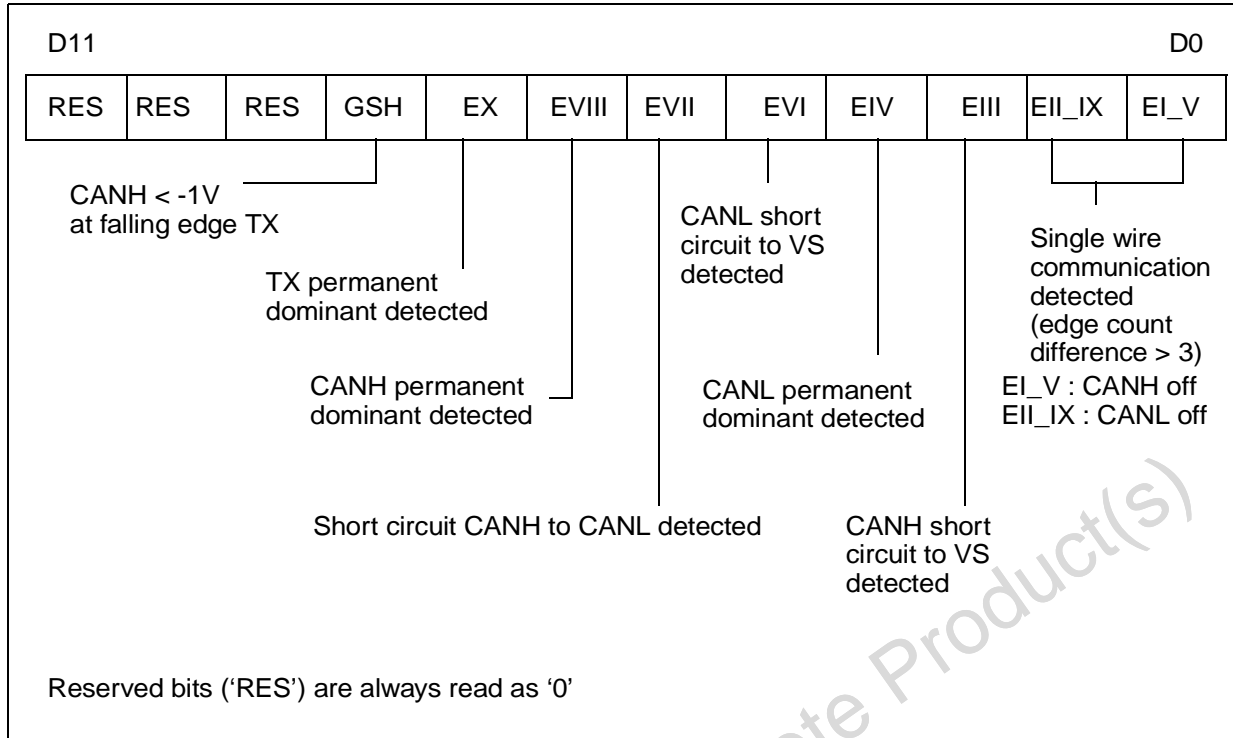 D11 D0
RES RES RES GSH EX EVIII EVII EVI EIV EIII EII_IX EI_V
CANH < -1V
at falling edge TX
TX permanent
dominant detected
CANH permanent
dominant detected
Short circuit CANH to CANL detected
CANL short
circuit to VS
detected
CANL permanent
dominant detected
CANH short
circuit to VS
detected
Single wire
communication
detected
(edge count
difference > 3)
EI_V : CANH off
EII_IX : CANL off
Reserved bits (‘RES’) are always read as ‘0’
Product(s)